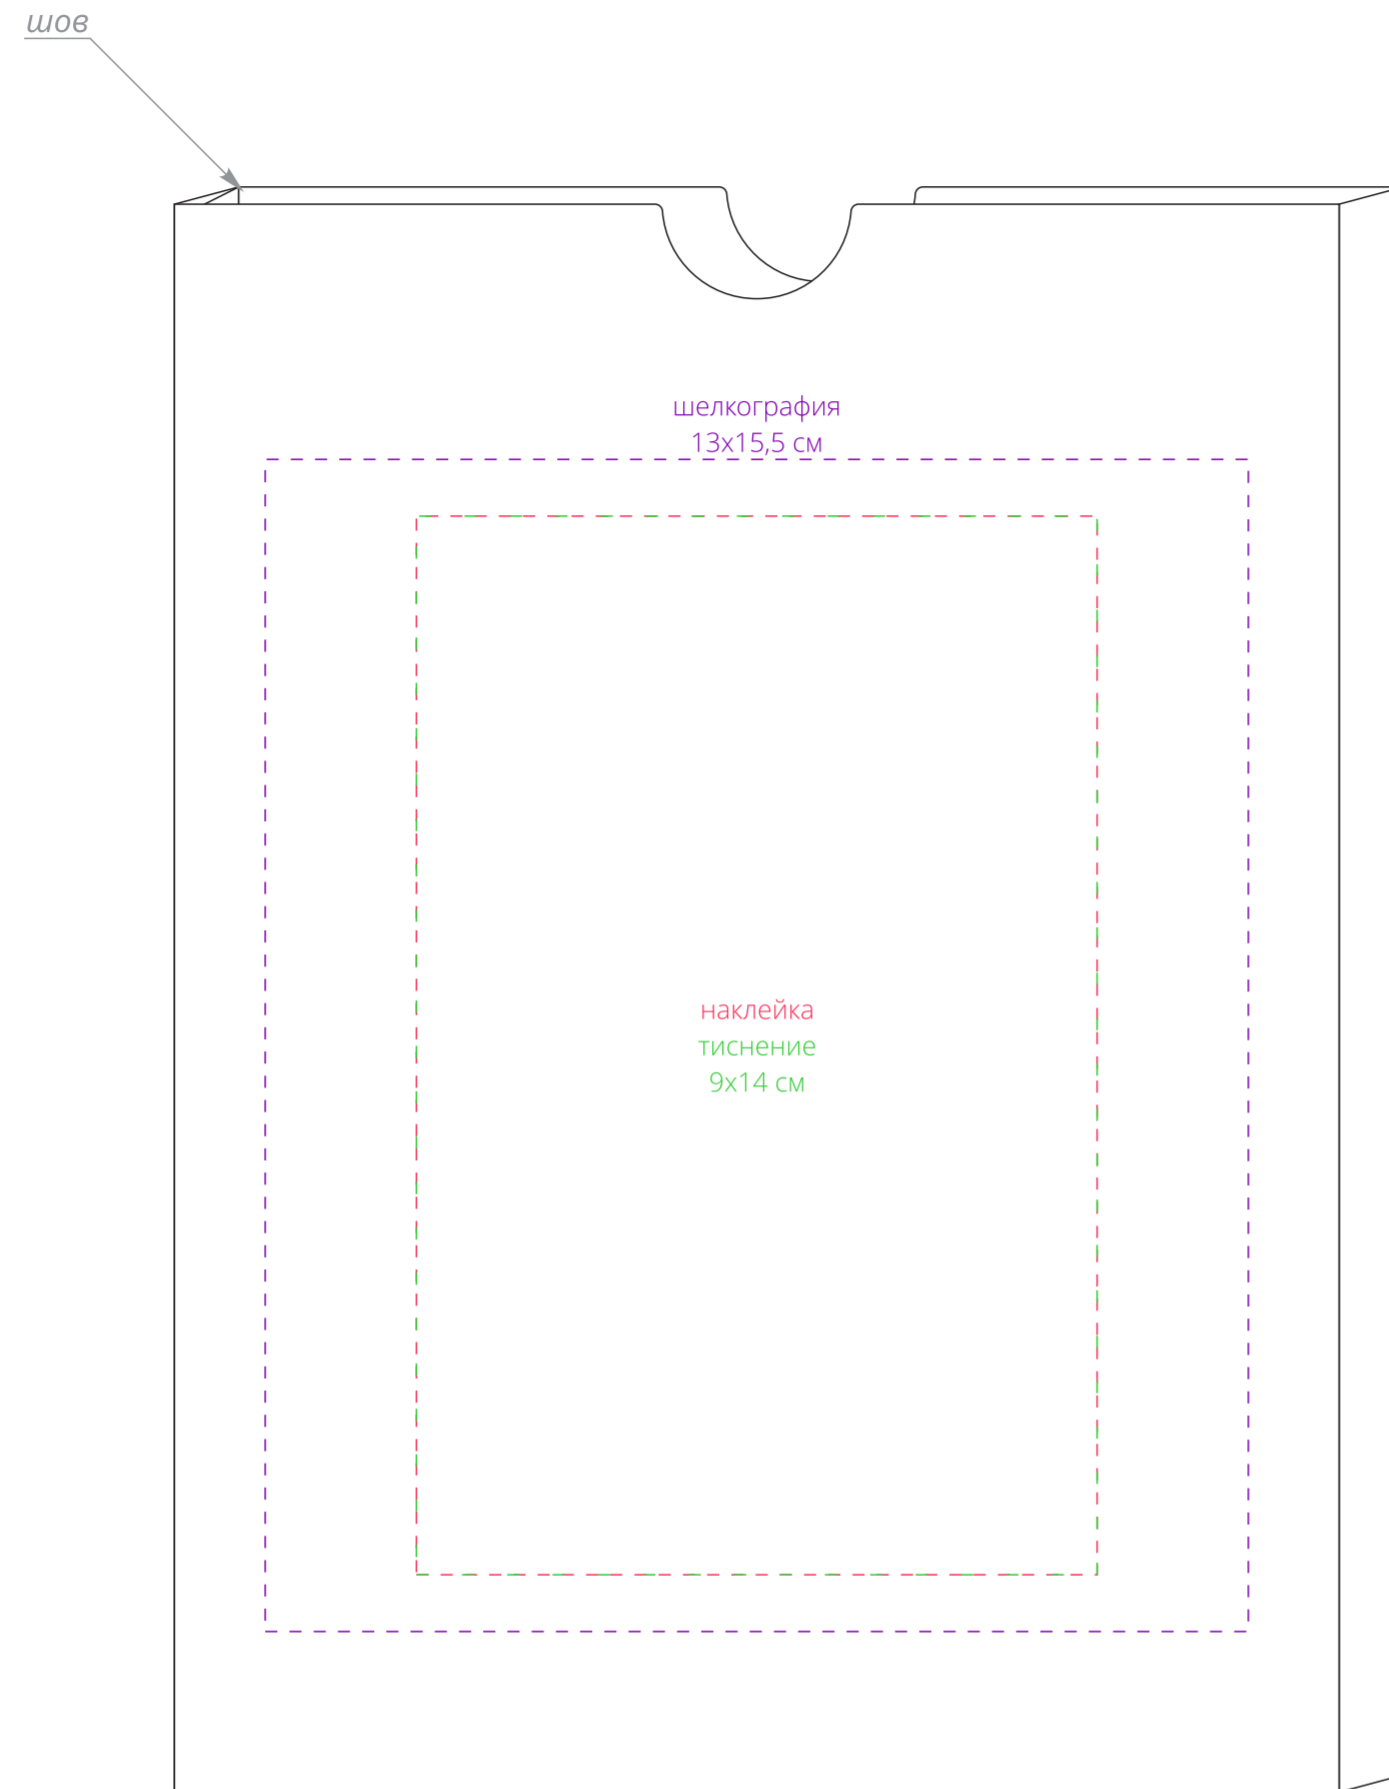 шов
шелкография
13х15,5 см
наклейка
тиснение
9х14 см